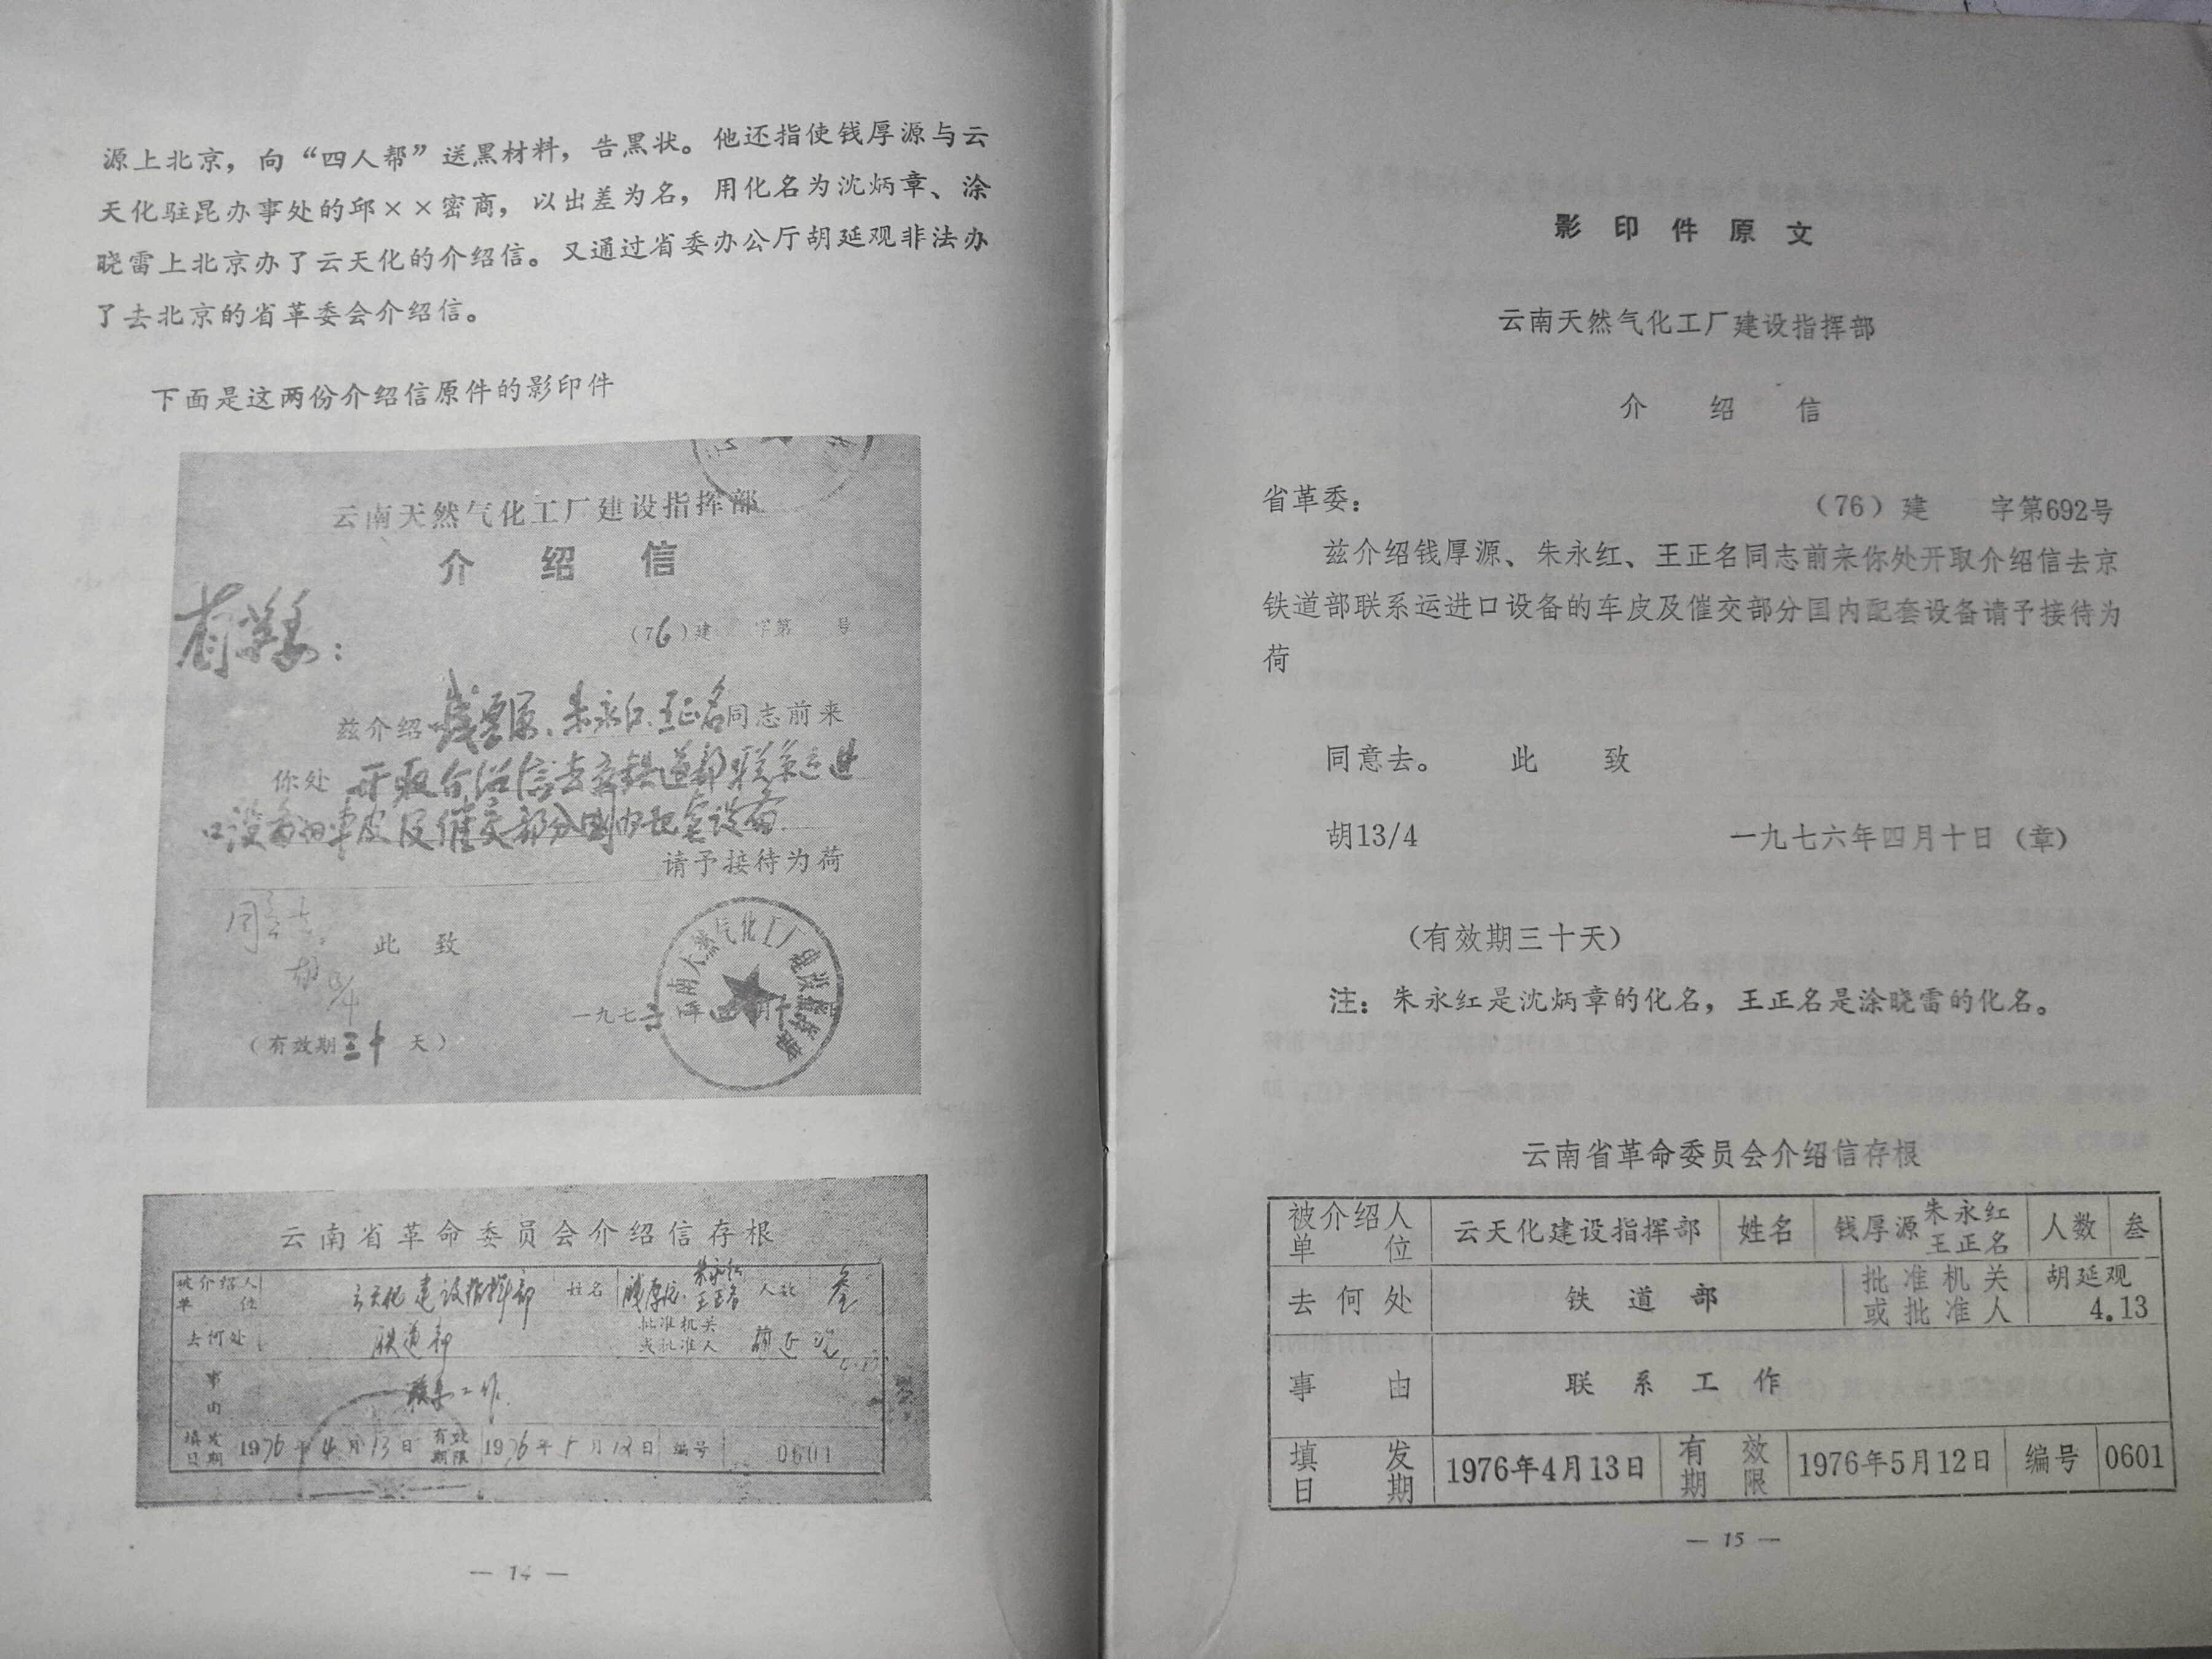 源上北京，向“四人帮”送黑材料，告黑状。他还指使钱厚源与云
天化驻昆办事处的邱××密商，以出差为名，用化名为沈炳章、涂
晓雷上北京办了云天化的介绍信。又通过省委办公厅胡延观非法办
了去北京的省革委会介绍信。
下面是这两份介绍信原件的影印件
云南天然气化工厂建设指挥部
介 绍 信
省革委：
（76）建 字第 号
兹介绍 钱厚源、朱永红、王正名 同志前来
你处 开取介绍信去京铁道部联系运进
口设备的车皮及催交部分国内配套设备
请予接待为荷
同意去。 此 致
胡13/4
一九七六年四月十日
（有效期三十天）
云南省革命委员会介绍信存根
被介绍人单位 云天化建设指挥部 姓名 钱厚源 朱永红 王正名 人数 叁
去何处 铁道部 批准机关或批准人 胡延观 4.13
事由 联系工作
填发日期 1976年4月13日 有效期限 1976年5月12日 编号 0601
— 14 —
影印件原文
云南天然气化工厂建设指挥部
介 绍 信
省革委： （76）建 字第692号
兹介绍钱厚源、朱永红、王正名同志前来你处开取介绍信去京
铁道部联系运进口设备的车皮及催交部分国内配套设备请予接待为
荷
同意去。 此 致
胡13/4 一九七六年四月十日（章）
（有效期三十天）
注：朱永红是沈炳章的化名，王正名是涂晓雷的化名。
云南省革命委员会介绍信存根
被介绍人单位 云天化建设指挥部 姓名 钱厚源 朱永红 王正名 人数 叁
去何处 铁道部 批准机关或批准人 胡延观 4.13
事由 联系工作
填发日期 1976年4月13日 有效期限 1976年5月12日 编号 0601
— 15 —